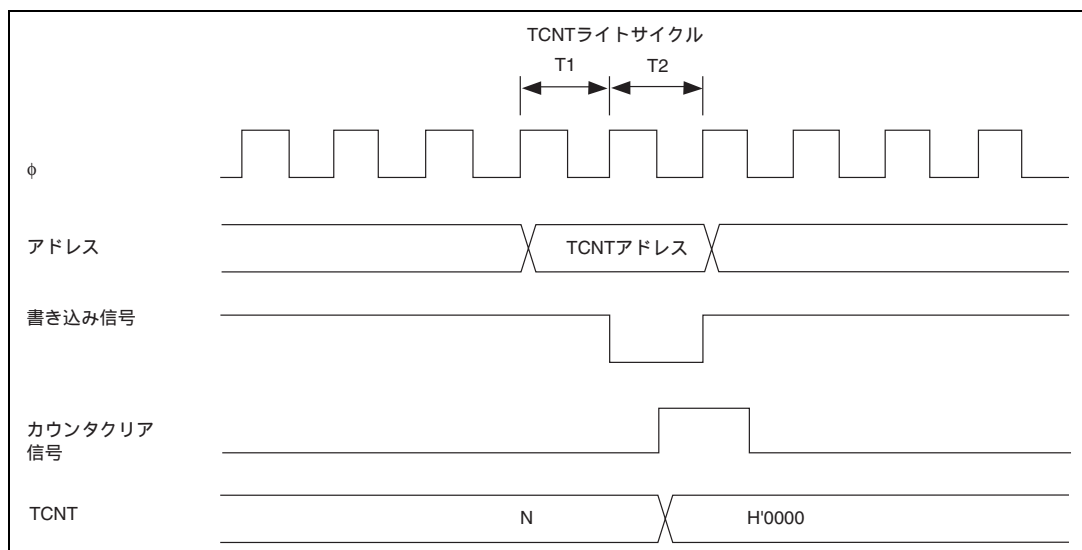 TCNTライトサイクル
T1 T2
φ
アドレス TCNTアドレス
書き込み信号
カウンタクリア
信号
TCNT N H'0000